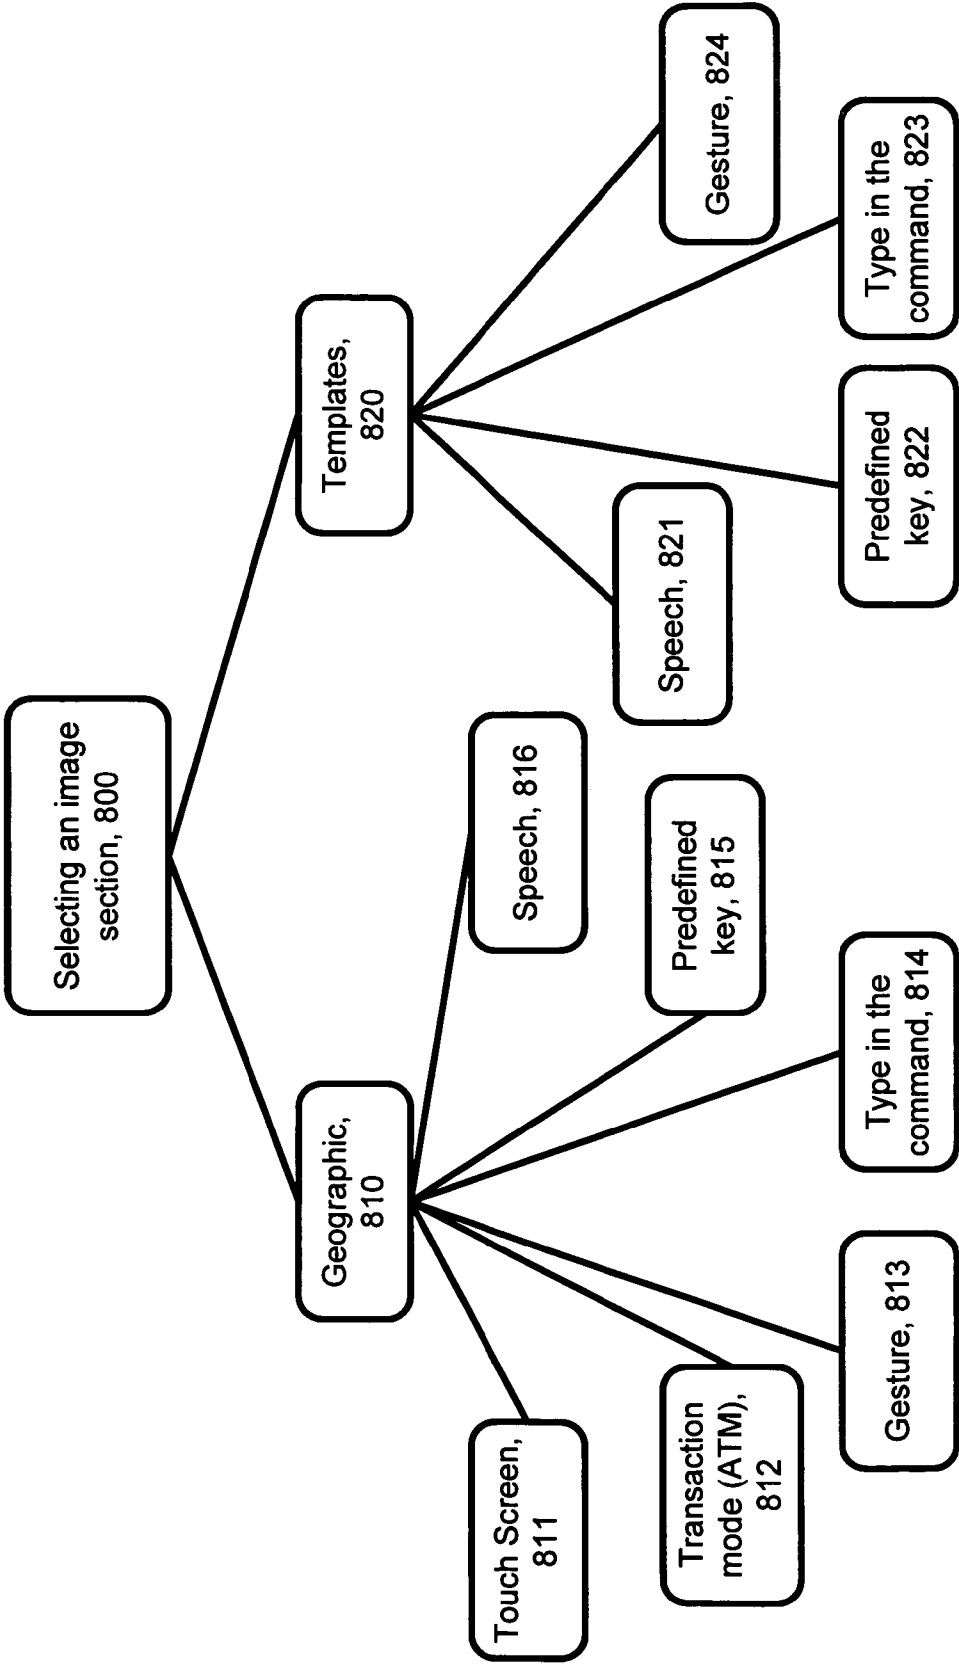 Selecting an image
section, 800
Geographic,
810
Templates,
820
Touch Screen,
811
Transaction
mode (ATM),
812
Gesture, 813
Type in the
command, 814
Predefined
key, 815
Speech, 816
Speech, 821
Predefined
key, 822
Type in the
command, 823
Gesture, 824